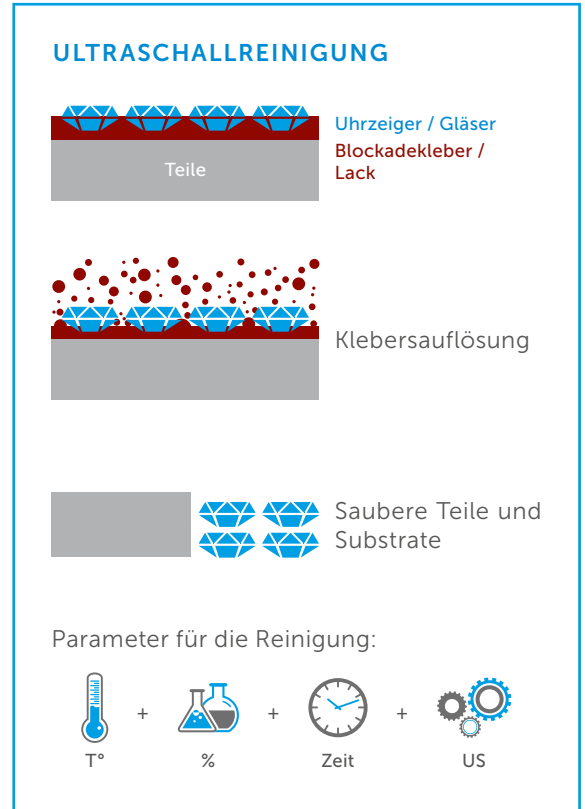 ULTRASCHALLREINIGUNG
Uhrzeiger / Gläser
Blockadekleber /
Lack
Teile
Klebersauflösung
Saubere Teile und
Substrate
Parameter für die Reinigung:
+ + +
T° % Zeit US